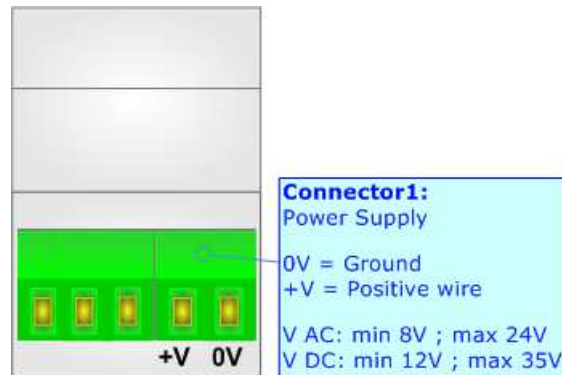 Connector1:
Power Supply
0V = Ground
+V = Positive wire
V AC: min 8V ; max 24V
V DC: min 12V ; max 35V
+V 0V